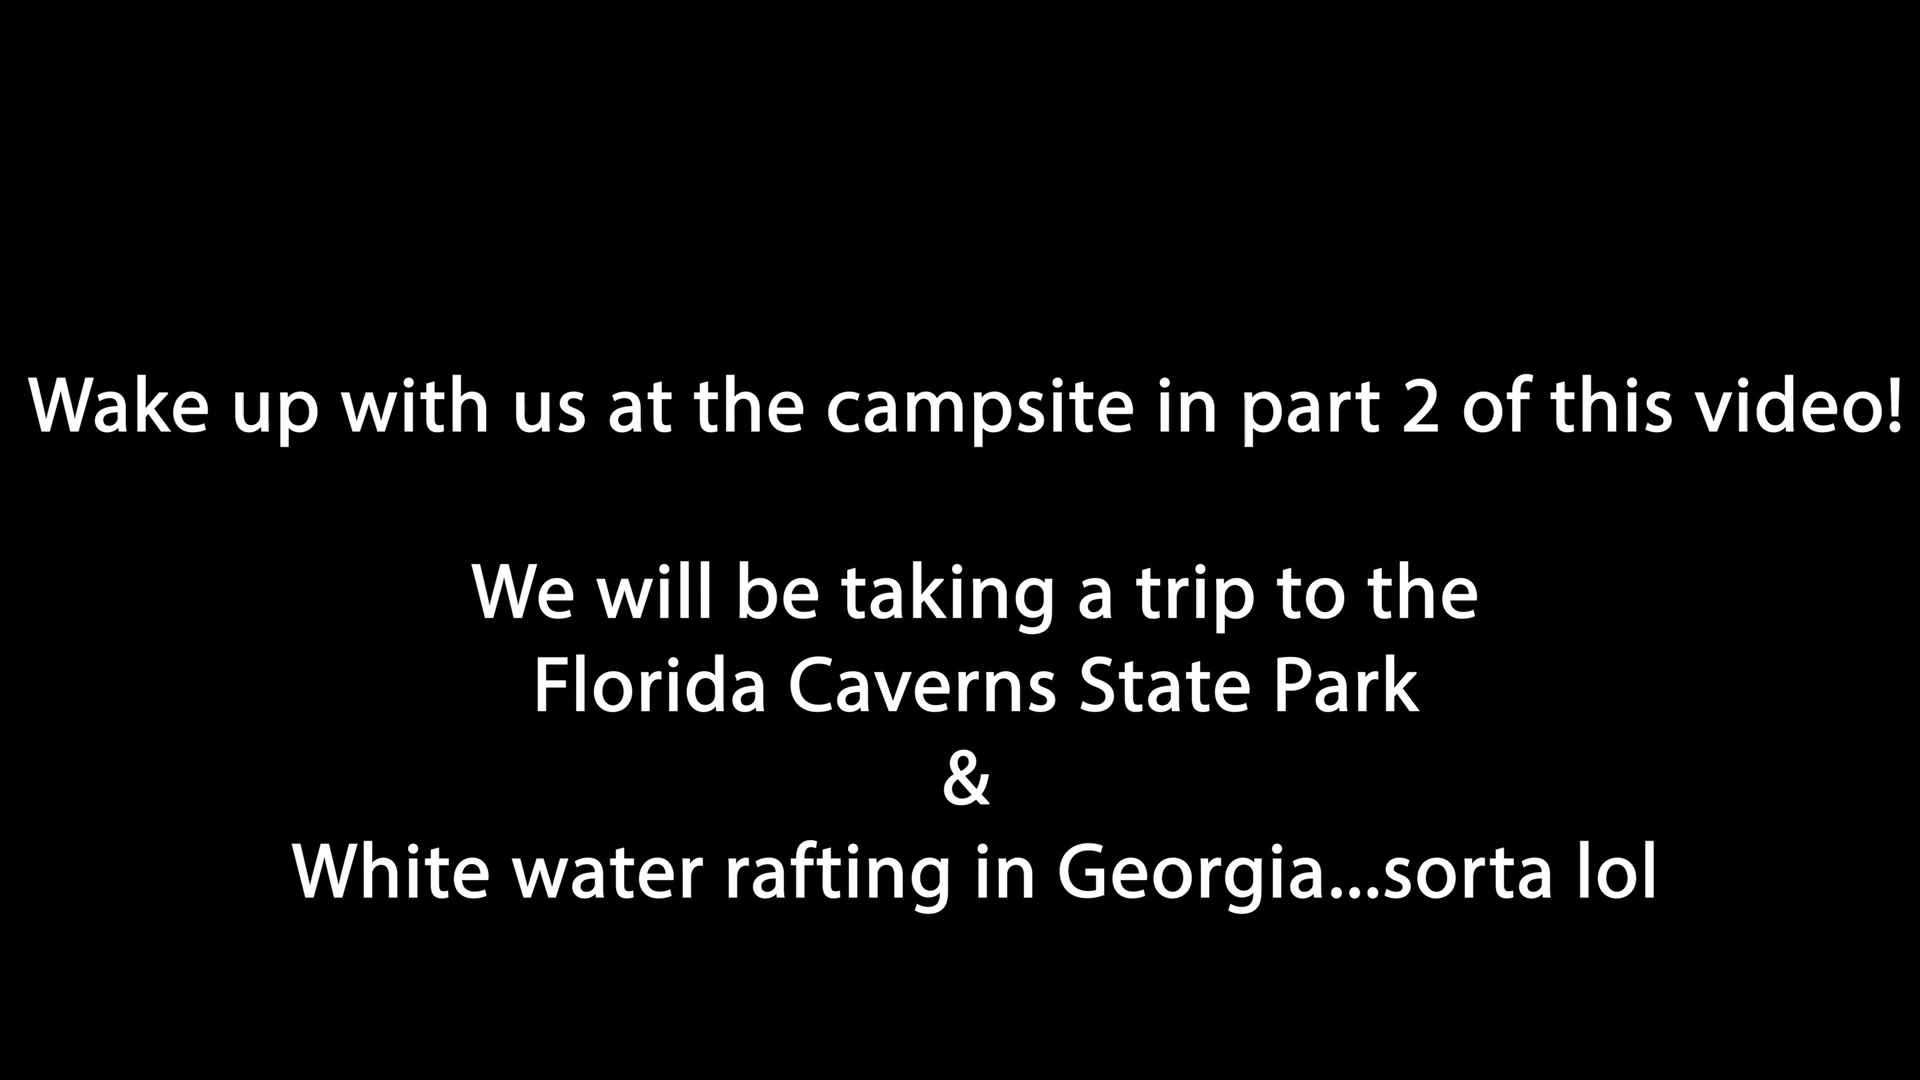 Wake up with us at the campsite in part 2 of this video!
We will be taking a trip to the
Florida Caverns State Park
&
White water rafting in Georgia...sorta lol